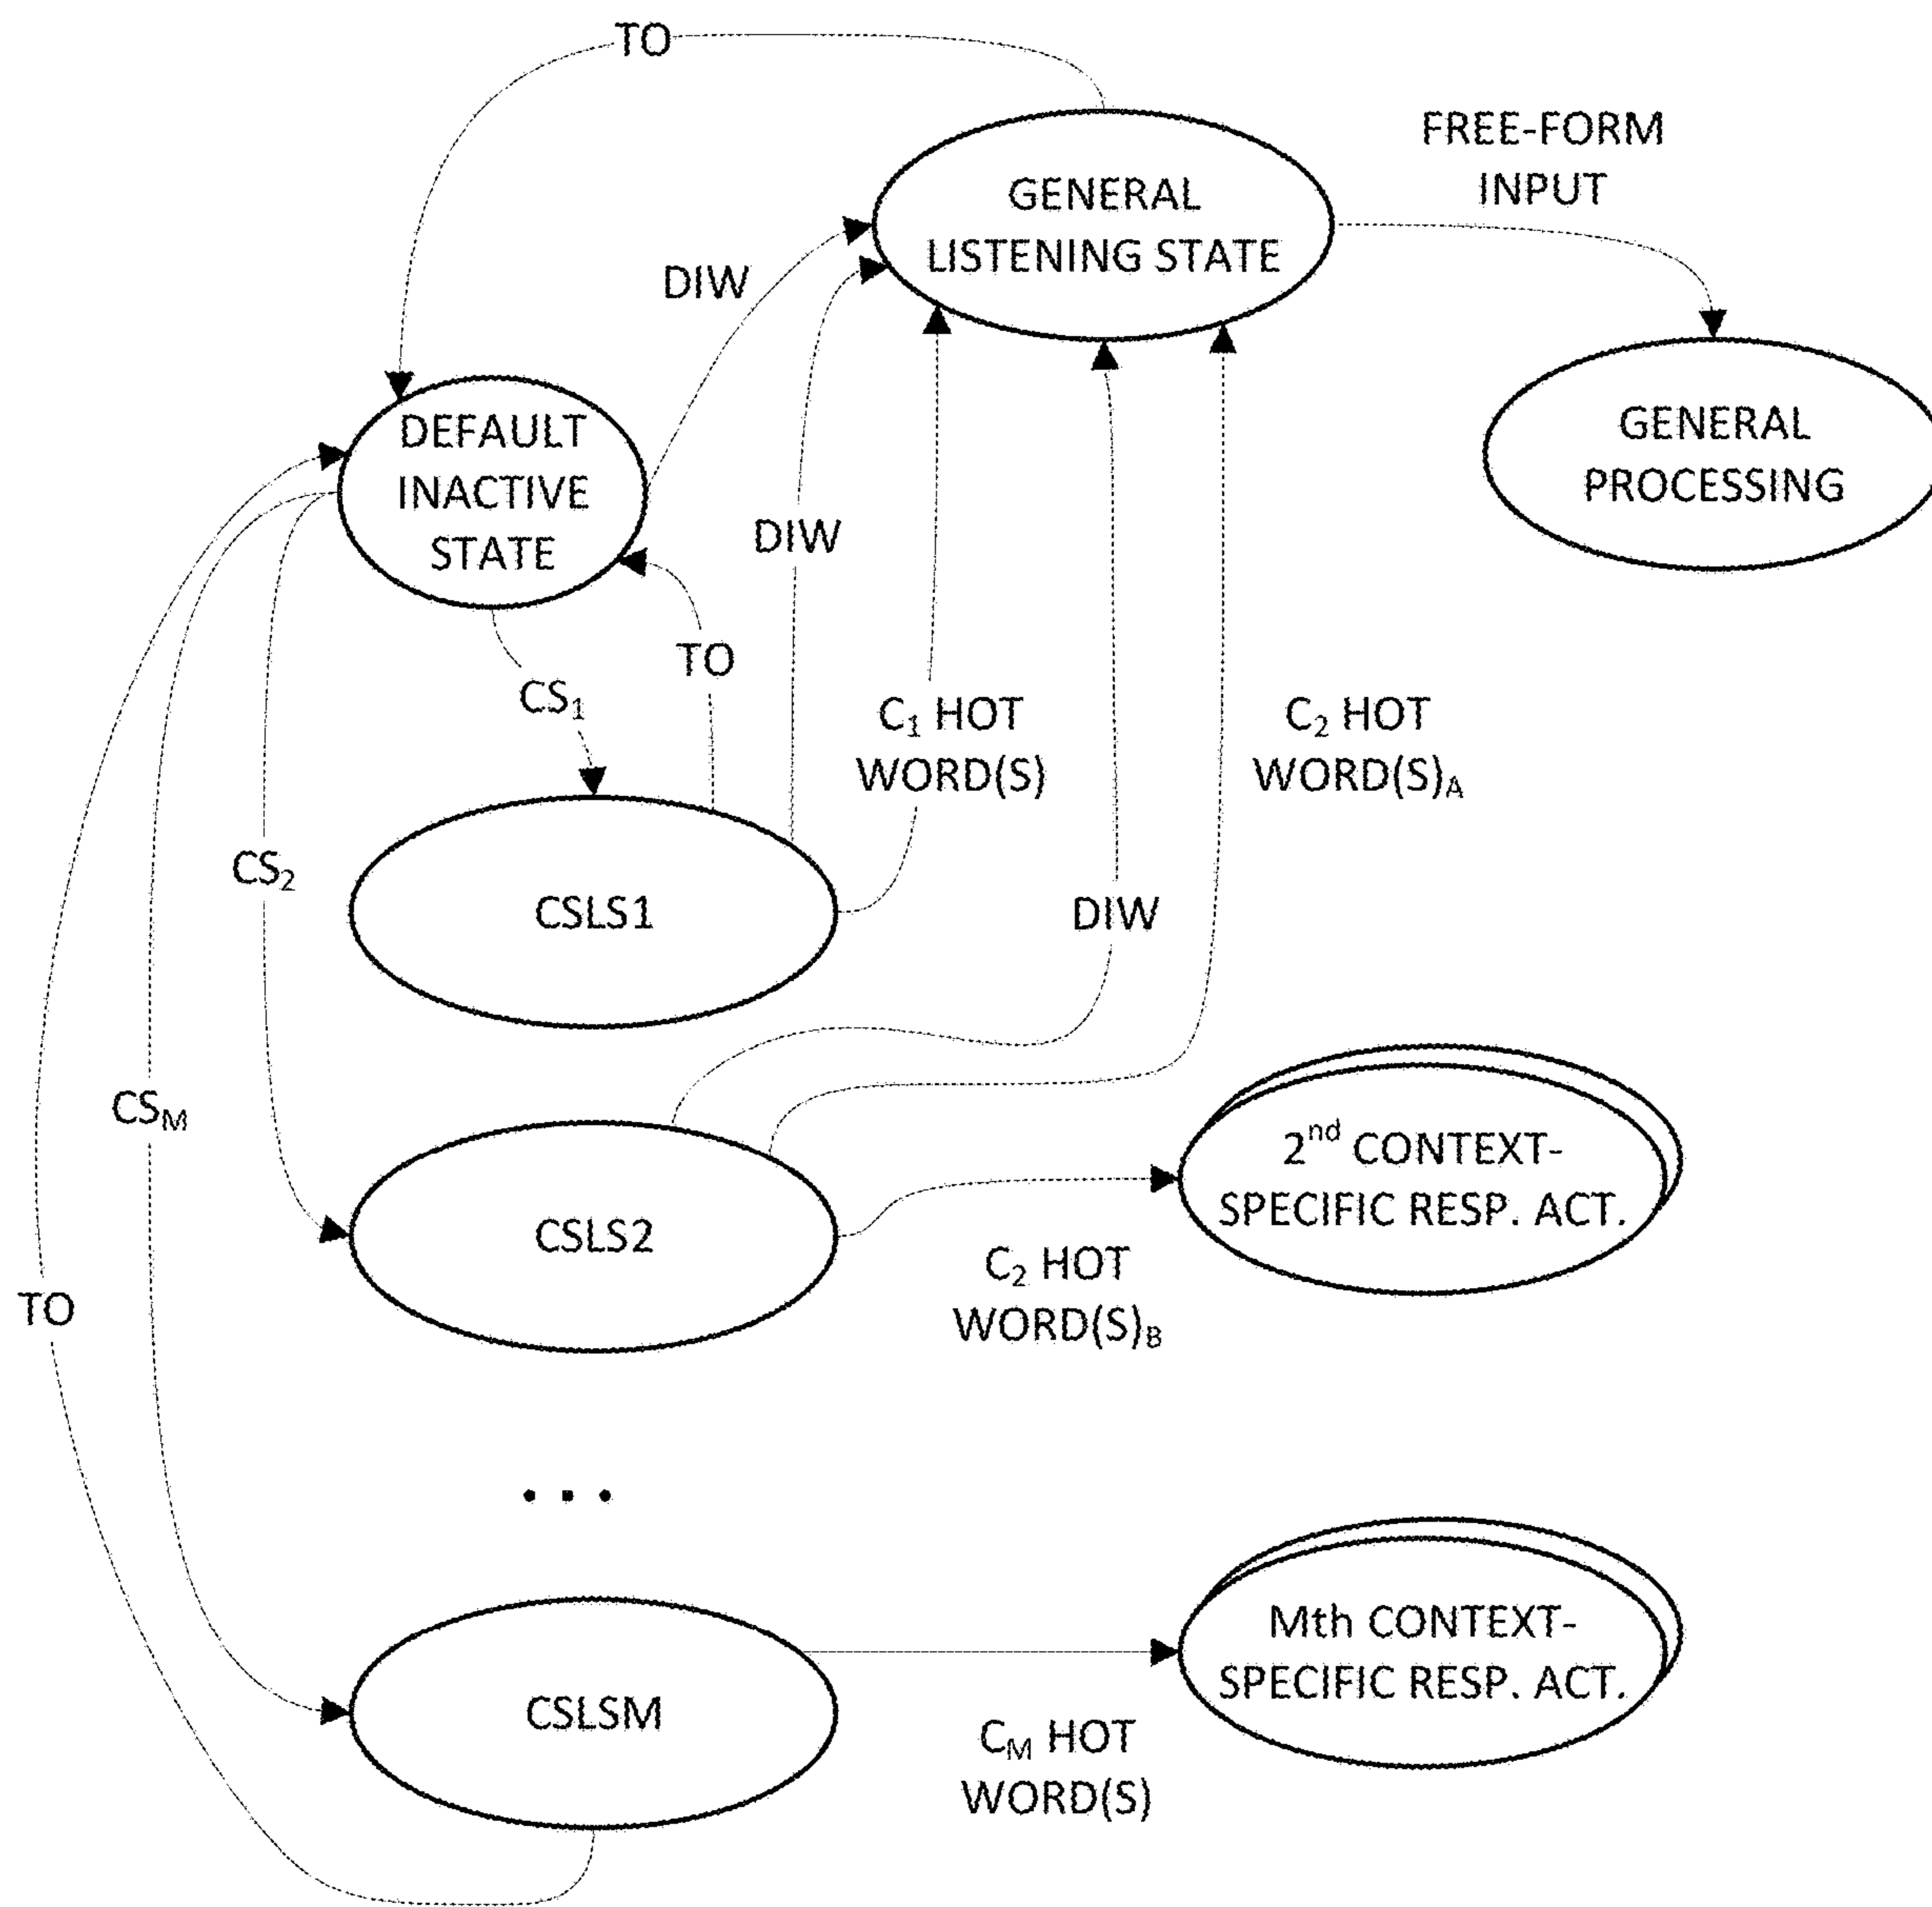 TO
FREE-FORM
INPUT
GENERAL
LISTENING STATE
DIW
DEFAULT
INACTIVE
STATE
GENERAL
PROCESSING
DIW
TO
CS₁
C₁ HOT
WORD(S)
C₂ HOT
WORD(S)A
CS₂
CSLS1
DIW
CSM
2nd CONTEXT-
SPECIFIC RESP. ACT.
CSLS2
C₂ HOT
WORD(S)B
TO
...
Mth CONTEXT-
SPECIFIC RESP. ACT.
CSLSM
CM HOT
WORD(S)